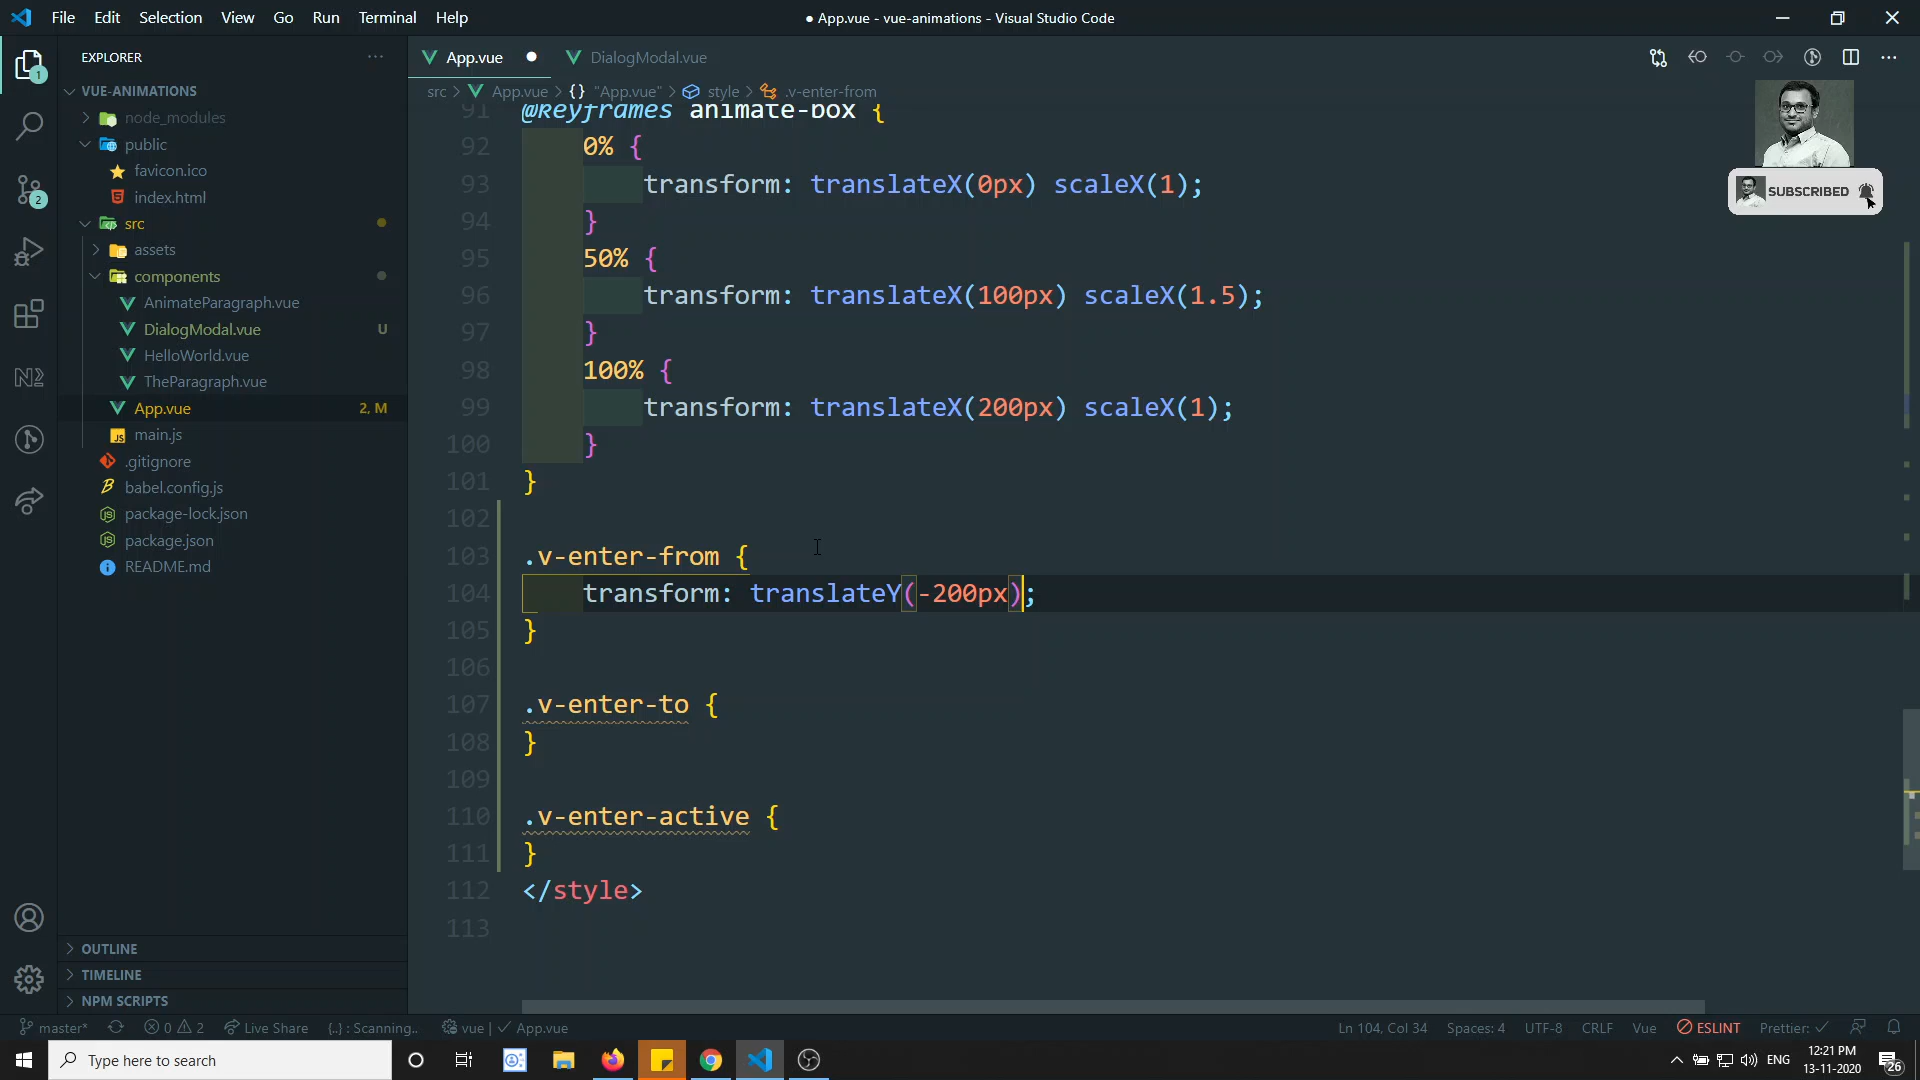 File Edit Selection View Go Run Terminal Help
● App.vue - vue-animations - Visual Studio Code
EXPLORER
App.vue
DialogModal.vue
VUE-ANIMATIONS
src > App.vue > {} "App.vue" > style > .v-enter-from
node_modules
public
favicon.ico
index.html
src
assets
components
AnimateParagraph.vue
DialogModal.vue U
HelloWorld.vue
TheParagraph.vue
App.vue 2, M
main.js
.gitignore
babel.config.js
package-lock.json
package.json
README.md
OUTLINE
TIMELINE
NPM SCRIPTS
1
2
91 @keyframes animate-box {
92 0% {
93 transform: translateX(0px) scaleX(1);
94 }
95 50% {
96 transform: translateX(100px) scaleX(1.5);
97 }
98 100% {
99 transform: translateX(200px) scaleX(1);
100 }
101 }
102
103 .v-enter-from {
104 transform: translateY(-200px);
105 }
106
107 .v-enter-to {
108 }
109
110 .v-enter-active {
111 }
112 </style>
113
SUBSCRIBED
master* 0 2 Live Share {..} : Scanning.. vue | ✓ App.vue
Ln 104, Col 34 Spaces: 4 UTF-8 CRLF Vue ESLINT Prettier: ✓
Type here to search
ENG
12:21 PM
13-11-2020
26